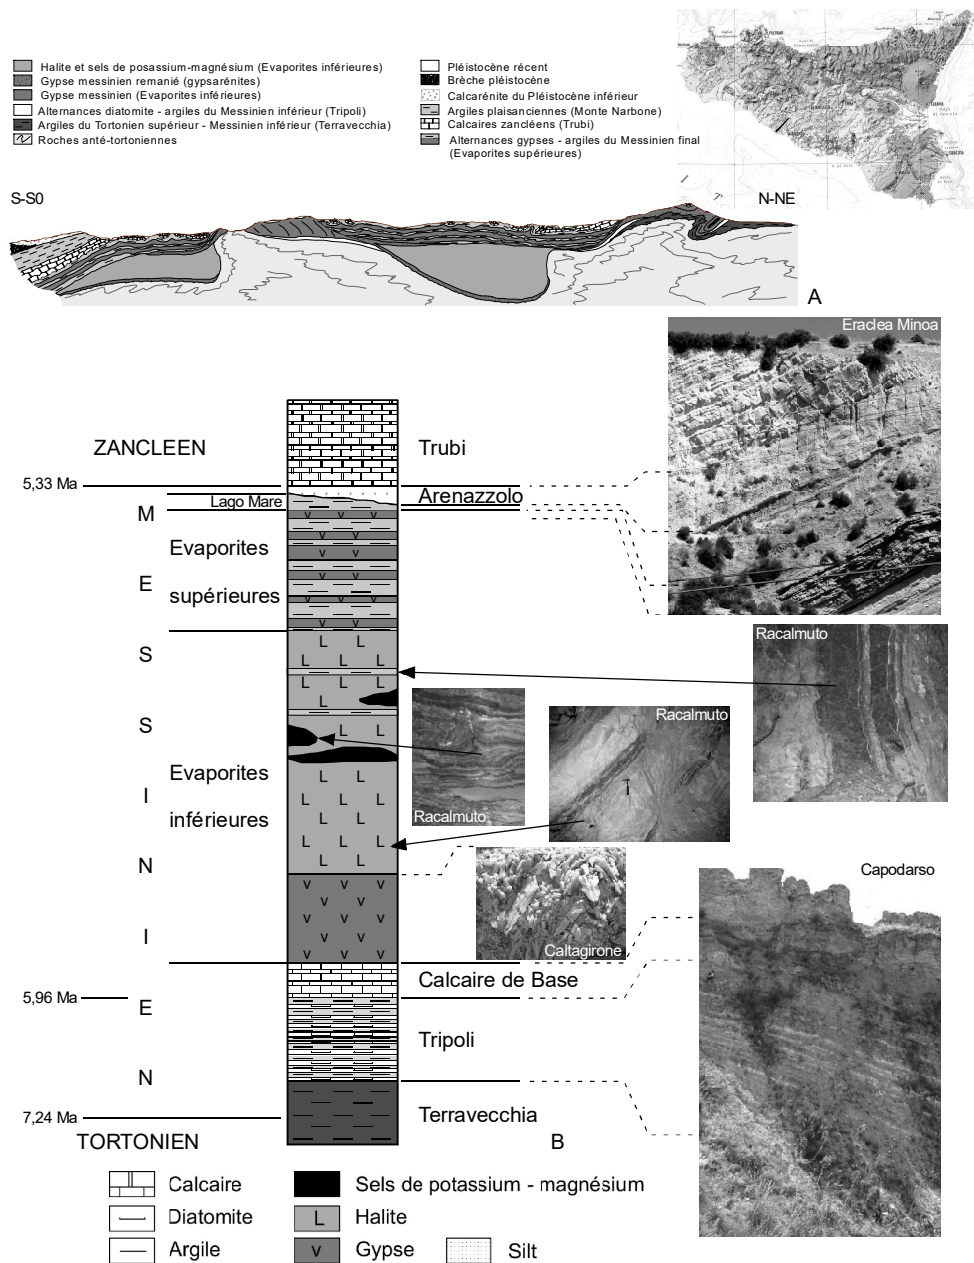 Halite et sels de posassium-magnésium (Evaporites inférieures)
Gypse messinien remanié (gypsarénites)
Gypse messinien (Evaporites inférieures)
Alternances diatomite - argiles du Messinien inférieur (Tripoli)
Argiles du Tortonien supérieur - Messinien inférieur (Terravecchia)
Roches anté-tortoniennes
Pléistocène récent
Brèche pléistocène
Calcarénite du Pléistocène inférieur
Argiles plaisanciennes (Monte Narbone)
Calcaires zancléens (Trubi)
Alternances gypses - argiles du Messinien final
(Evaporites supérieures)
S-S0
N-NE
A
Eraclea Minoa
ZANCLEEN
Trubi
5,33 Ma
Lago Mare
Arenazzolo
M
Evaporites
E
supérieures
S
Racalmuto
S
Racalmuto
Evaporites
I
inférieures
Racalmuto
N
Capodarso
I
Caltagirone
Calcaire de Base
5,96 Ma
E
Tripoli
N
7,24 Ma
Terravecchia
TORTONIEN
B
Calcaire
Sels de potassium - magnésium
Diatomite
L Halite
Argile
v Gypse
Silt